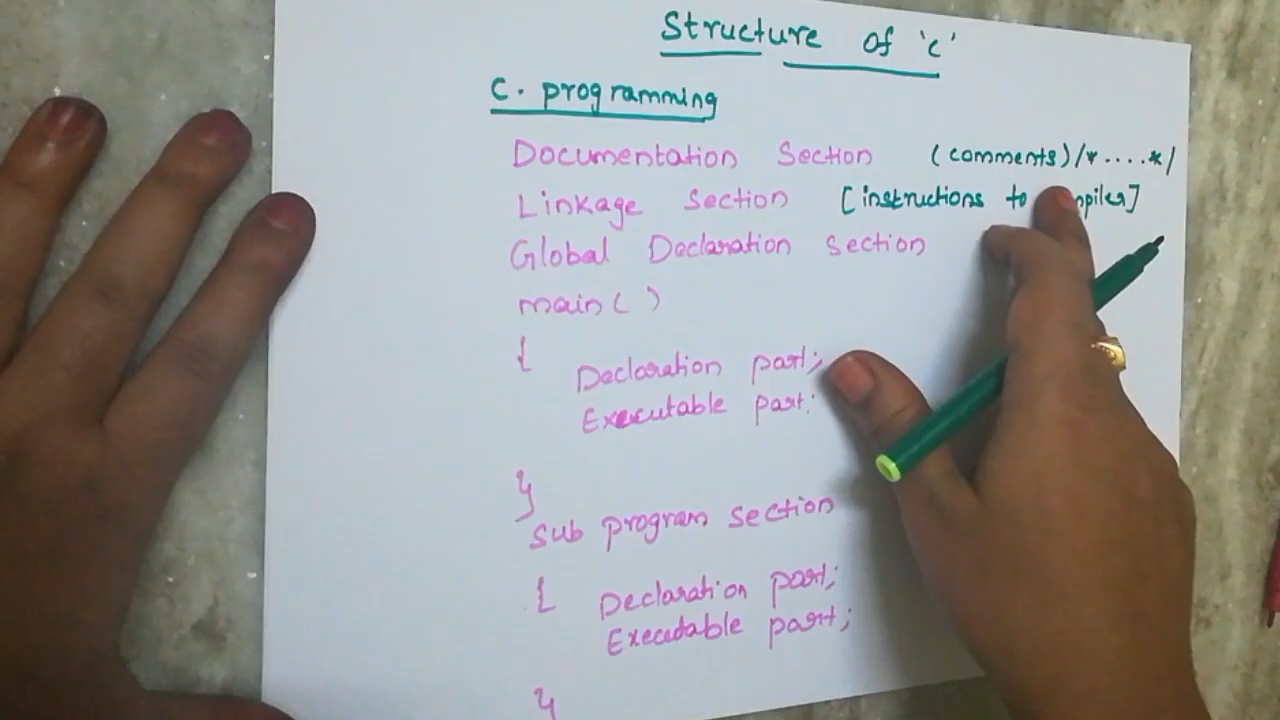 Structure of 'c'
C. programming
Documentation Section (comments) /* .... */
Linkage Section [instructions to
Global Declaration section
main( )
{
Declaration part;
Executable part:
}
sub program section
{ Declaration part;
Executable part;
}